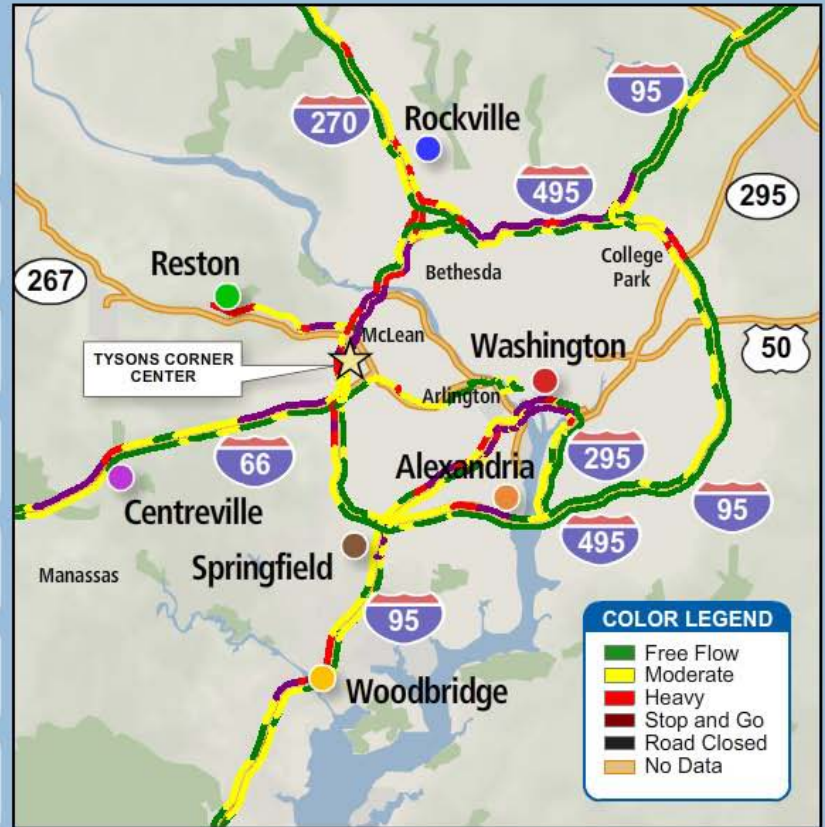 95
270
Rockville
495
295
Reston
267
Bethesda
College
Park
McLean
Washington
50
TYSONS CORNER
CENTER
Arlington
66
Alexandria
295
95
Centreville
495
Springfield
Manassas
95
Woodbridge
COLOR LEGEND
Free Flow
Moderate
Heavy
Stop and Go
Road Closed
No Data